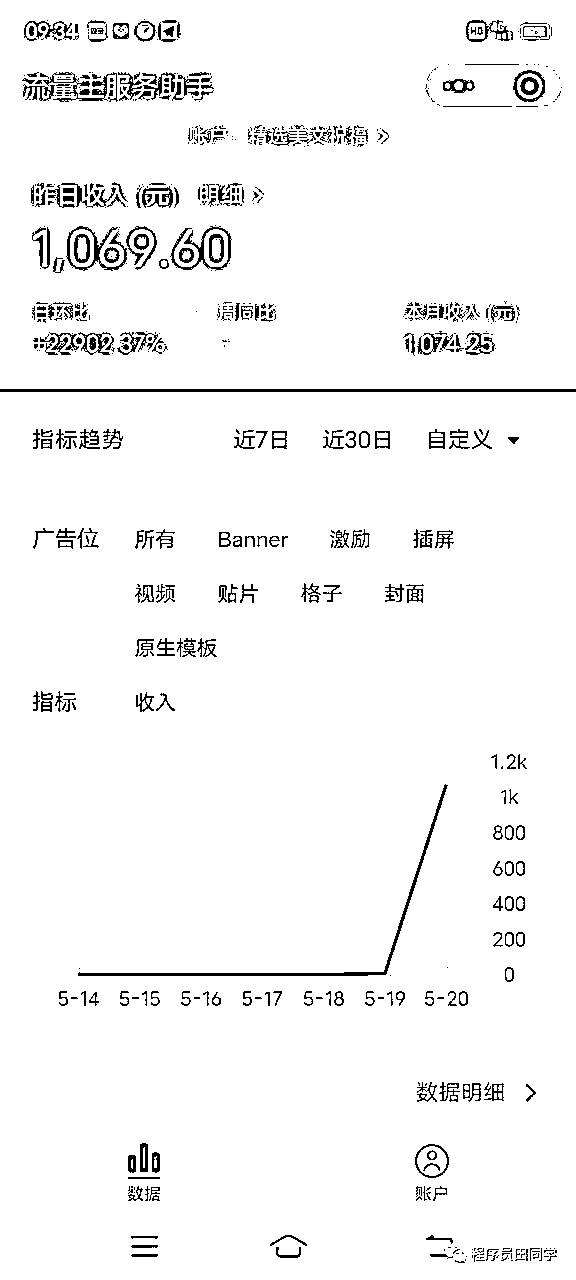 09:34
流量主服务助手
账户：精选美文祝福 >
昨日收入 (元) 明细 >
1,069.60
日环比 周同比 本月收入 (元)
+22902.37% - 1,074.25
指标趋势 近7日 近30日 自定义
广告位 所有 Banner 激励 插屏
视频 贴片 格子 封面
原生模板
指标 收入
1.2k
1k
800
600
400
200
0
5-14 5-15 5-16 5-17 5-18 5-19 5-20
数据明细 >
数据 账户
程序员田同学